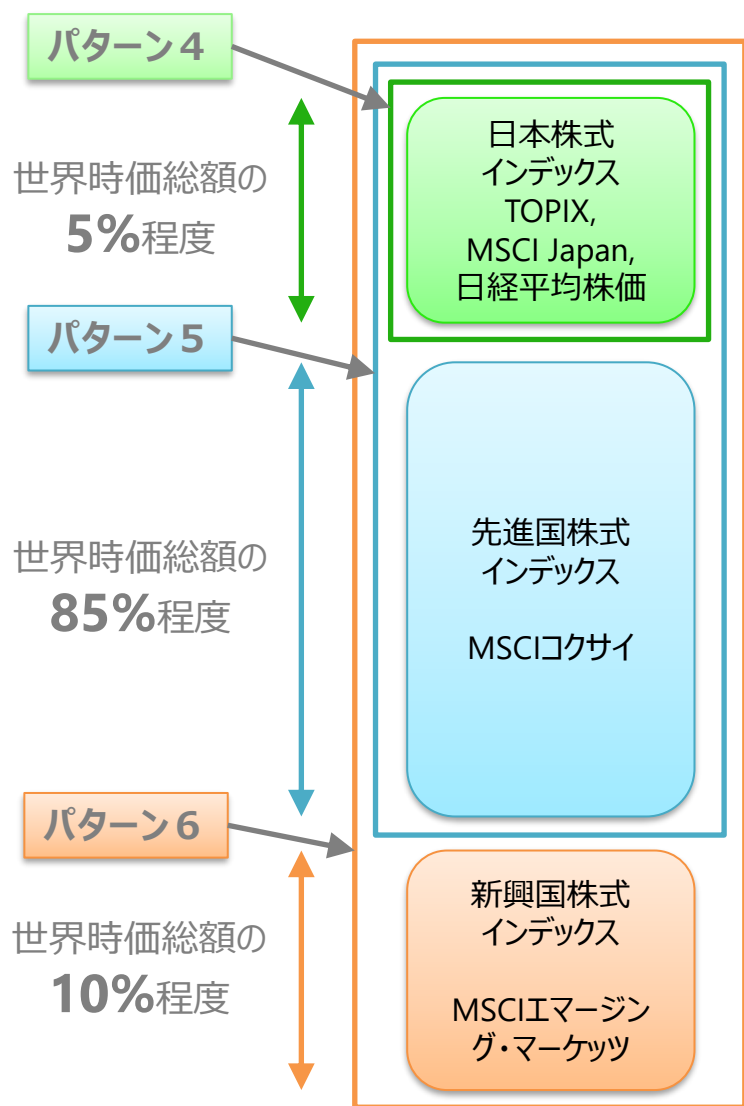 パターン４
世界時価総額の
5%程度
日本株式
インデックス
TOPIX,
MSCI Japan,
日経平均株価
パターン５
世界時価総額の
85%程度
先進国株式
インデックス
MSCIコクサイ
パターン６
世界時価総額の
10%程度
新興国株式
インデックス
MSCIエマージン
グ・マーケッツ